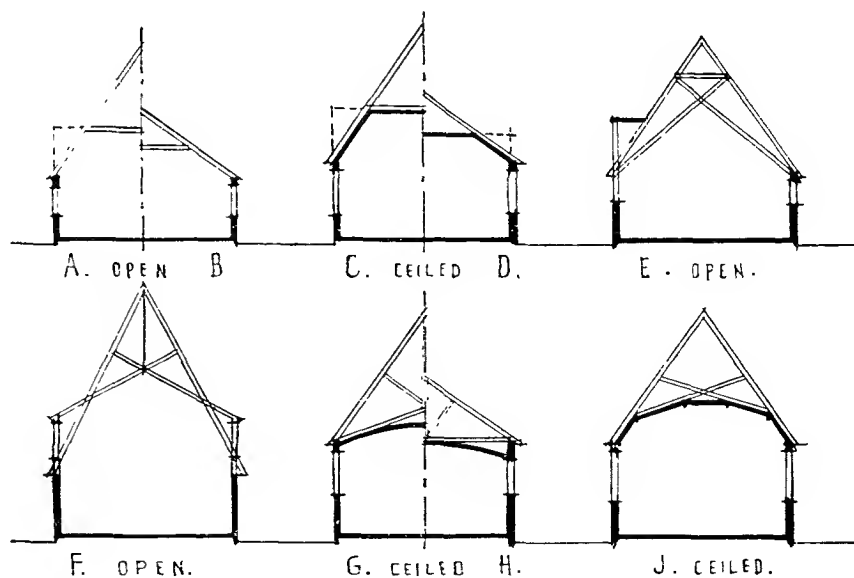 A. OPEN B
C. CEILED D.
E. OPEN.
F. OPEN.
G. CEILED H.
J. CEILED.